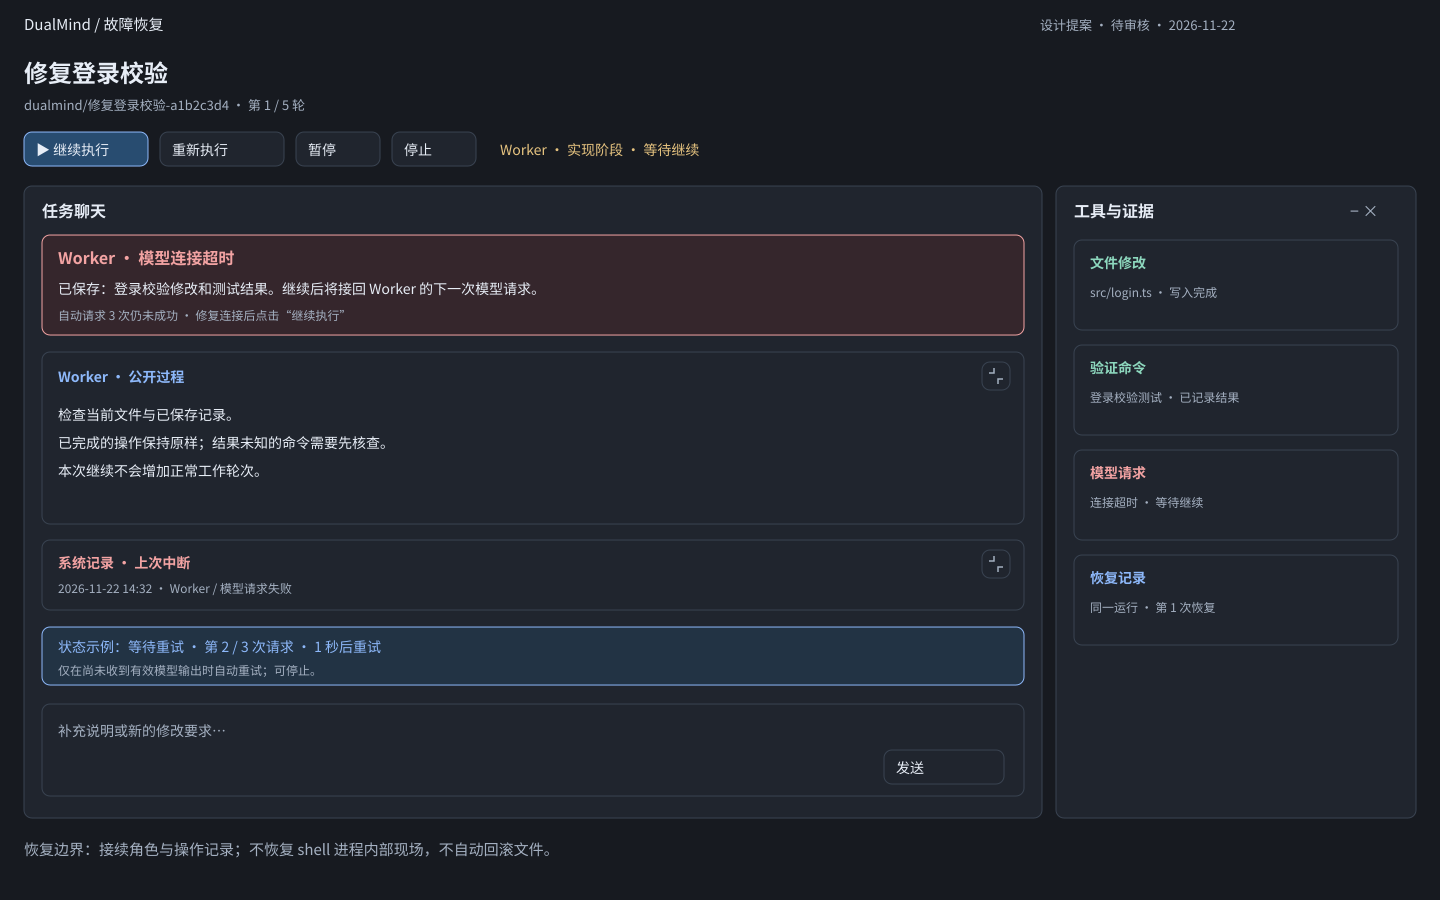 DualMind / 故障恢复
设计提案 · 待审核 · 2026-11-22
修复登录校验
dualmind/修复登录校验-a1b2c3d4 · 第 1 / 5 轮
▶ 继续执行
重新执行
暂停
停止
Worker · 实现阶段 · 等待继续
任务聊天
Worker · 模型连接超时
已保存：登录校验修改和测试结果。继续后将接回 Worker 的下一次模型请求。
自动请求 3 次仍未成功 · 修复连接后点击“继续执行”
Worker · 公开过程
检查当前文件与已保存记录。
已完成的操作保持原样；结果未知的命令需要先核查。
本次继续不会增加正常工作轮次。
系统记录 · 上次中断
2026-11-22 14:32 · Worker / 模型请求失败
状态示例：等待重试 · 第 2 / 3 次请求 · 1 秒后重试
仅在尚未收到有效模型输出时自动重试；可停止。
补充说明或新的修改要求…
发送
工具与证据
文件修改
src/login.ts · 写入完成
验证命令
登录校验测试 · 已记录结果
模型请求
连接超时 · 等待继续
恢复记录
同一运行 · 第 1 次恢复
恢复边界：接续角色与操作记录；不恢复 shell 进程内部现场，不自动回滚文件。